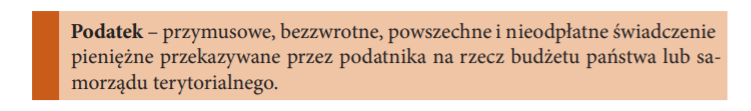 Podatek – przymusowe, bezzwrotne, powszechne i nieodpłatne świadczenie
pieniężne przekazywane przez podatnika na rzecz budżetu państwa lub sa-
morządu terytorialnego.